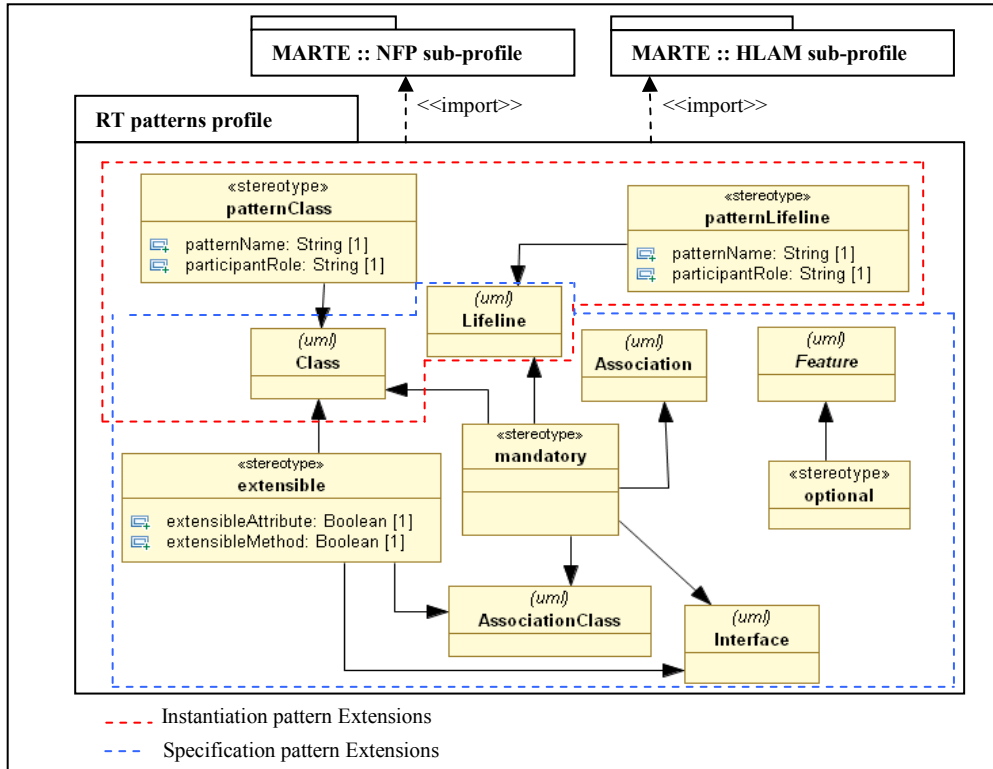 MARTE :: NFP sub-profile
MARTE :: HLAM sub-profile
<<import>>
<<import>>
RT patterns profile
«stereotype»
patternClass
patternName: String [1]
participantRole: String [1]
«stereotype»
patternLifeline
patternName: String [1]
participantRole: String [1]
(uml)
Lifeline
(uml)
Class
(uml)
Association
(uml)
Feature
«stereotype»
extensible
extensibleAttribute: Boolean [1]
extensibleMethod: Boolean [1]
«stereotype»
mandatory
«stereotype»
optional
(uml)
AssociationClass
(uml)
Interface
Instantiation pattern Extensions
Specification pattern Extensions